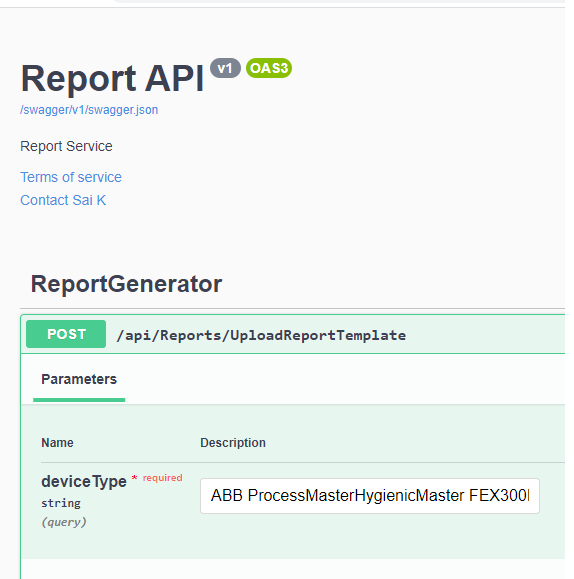 Report API v1 OAS3
/swagger/v1/swagger.json
Report Service
Terms of service
Contact Sai K
ReportGenerator
POST /api/Reports/UploadReportTemplate
Parameters
Name Description
deviceType * required
string
(query)
ABB ProcessMasterHygienicMaster FEX300